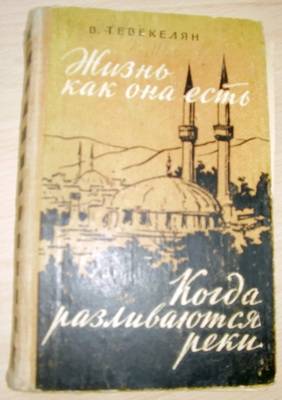 В. ТЕВЕКЕЛЯН
Жизнь
как она есть
Когда
разливаются
реки